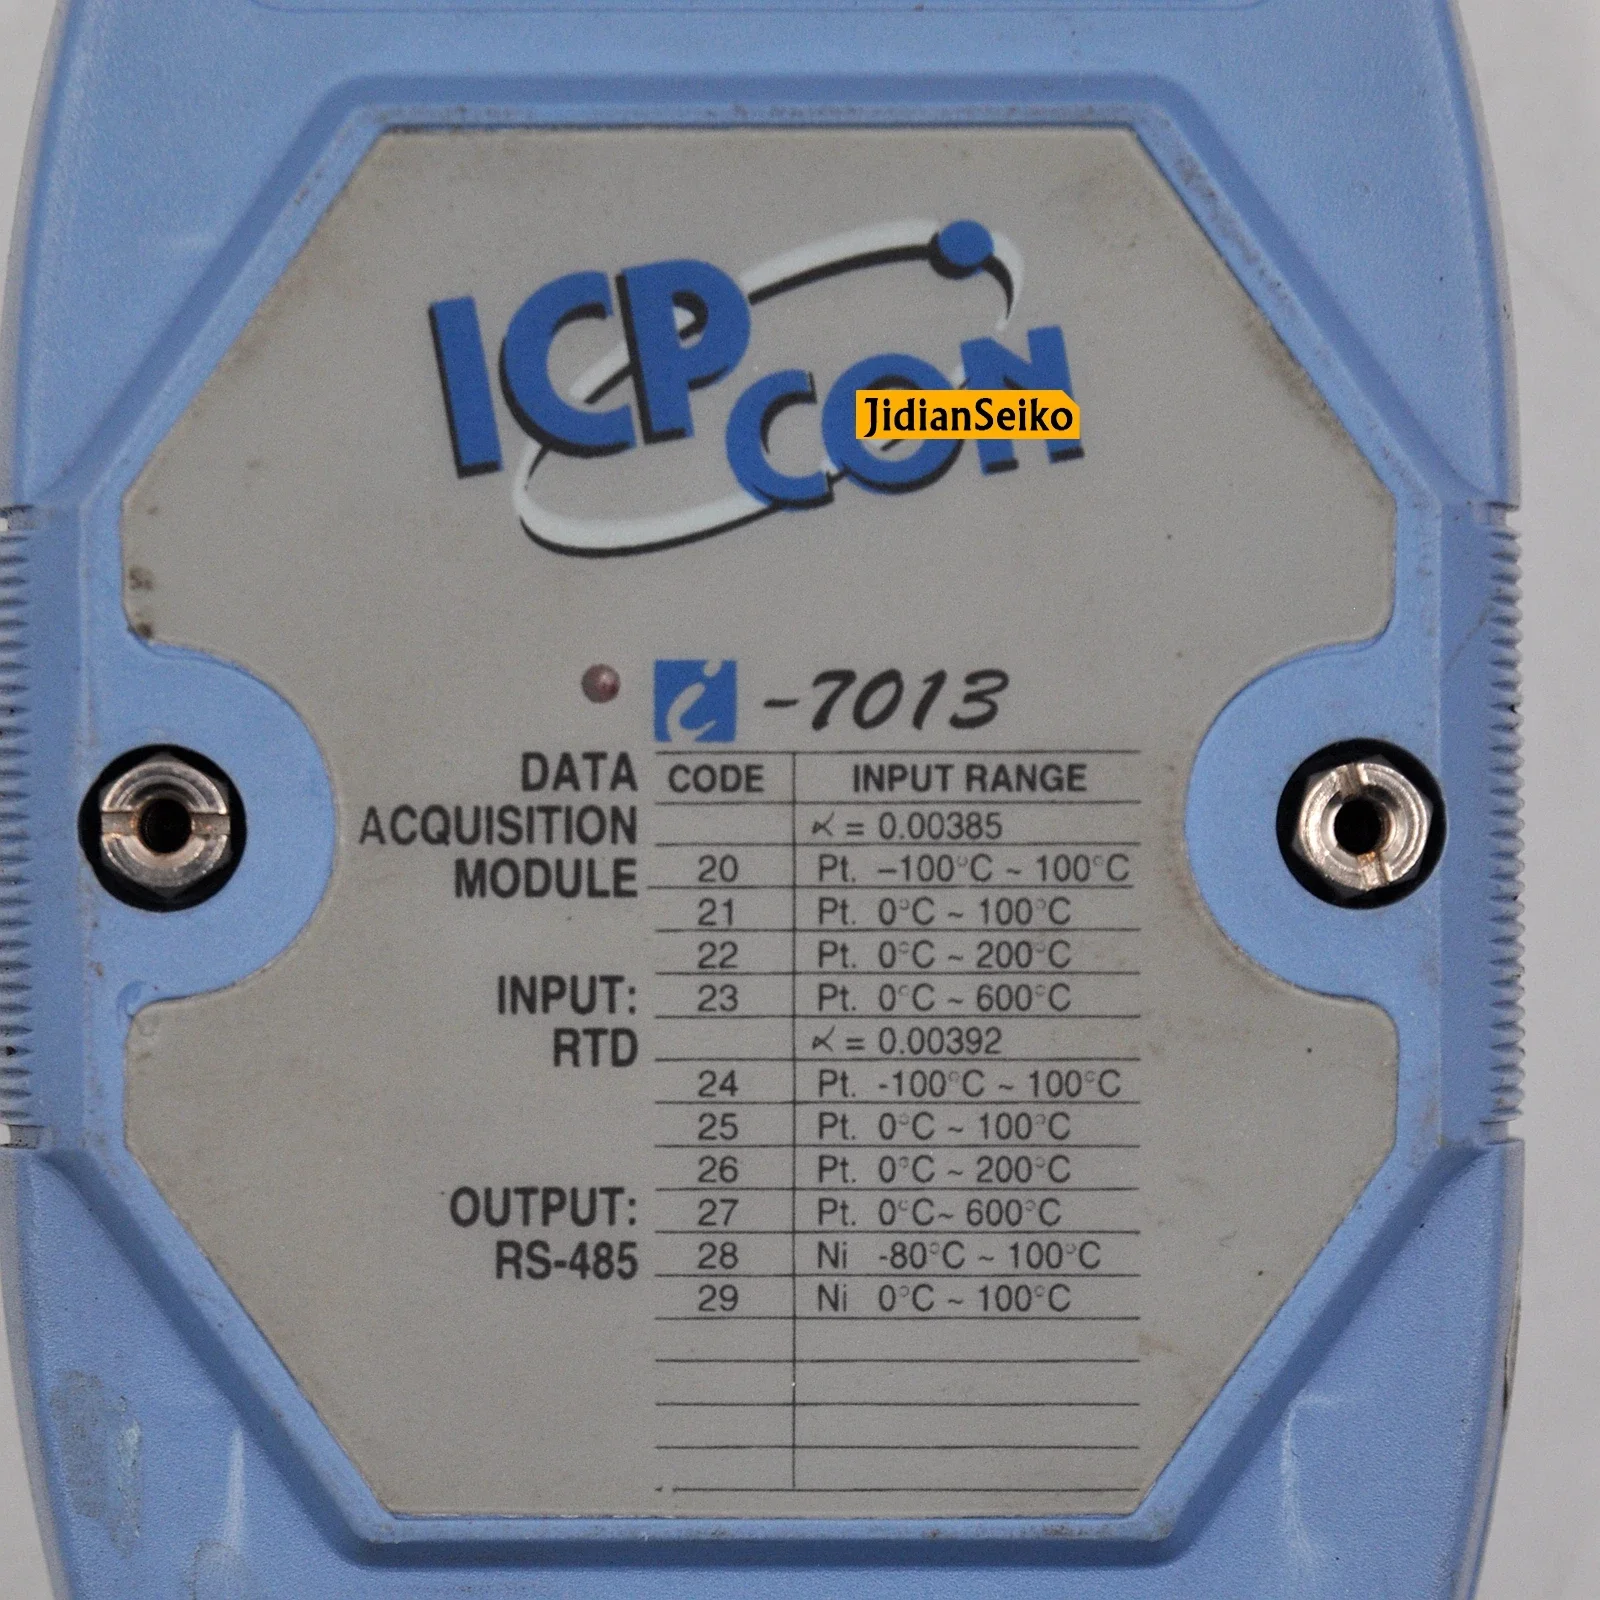 ICP CON
JidianSeiko
i -7013
DATA
ACQUISITION
MODULE
INPUT:
RTD
OUTPUT:
RS-485
CODE INPUT RANGE
∝ = 0.00385
20 Pt. –100°C ~ 100°C
21 Pt. 0°C ~ 100°C
22 Pt. 0°C ~ 200°C
23 Pt. 0°C ~ 600°C
∝ = 0.00392
24 Pt. -100°C ~ 100°C
25 Pt. 0°C ~ 100°C
26 Pt. 0°C ~ 200°C
27 Pt. 0°C~ 600°C
28 Ni -80°C ~ 100°C
29 Ni 0°C ~ 100°C